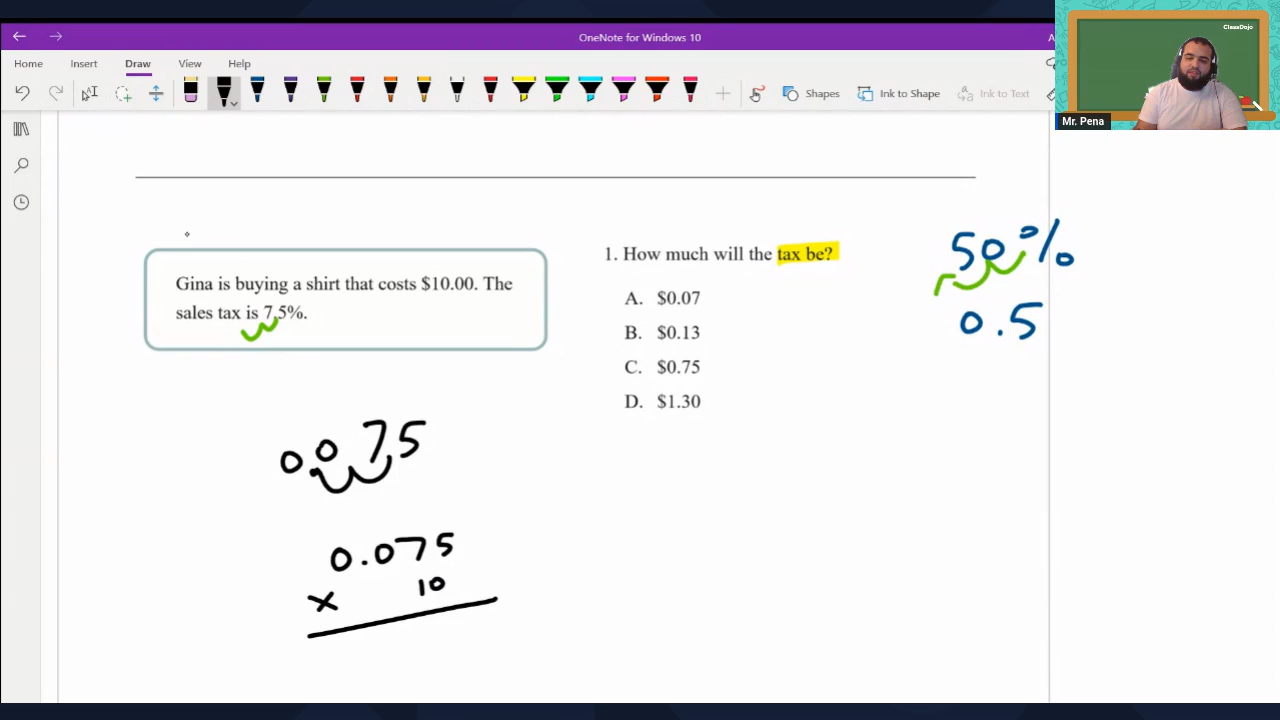 OneNote for Windows 10
A
ClassDojo
Home Insert Draw View Help
Shapes Ink to Shape Ink to Text
Mr. Pena
Gina is buying a shirt that costs $10.00. The
sales tax is 7.5%.
1. How much will the tax be?
A. $0.07
B. $0.13
C. $0.75
D. $1.30
50%
0.5
0.075
0.075
x 10